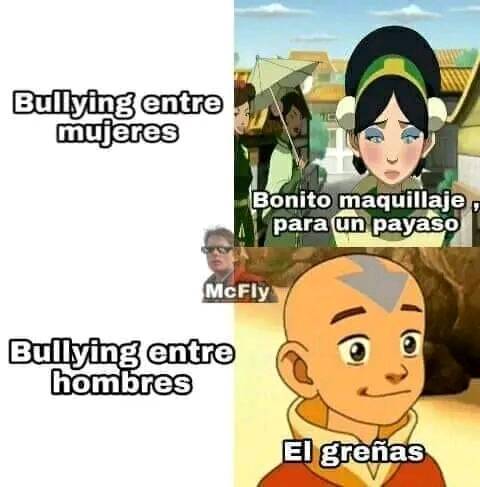 Bullying entre
mujeres
Bonito maquillaje ,
para un payaso
McFly
Bullying entre
hombres
El greñas